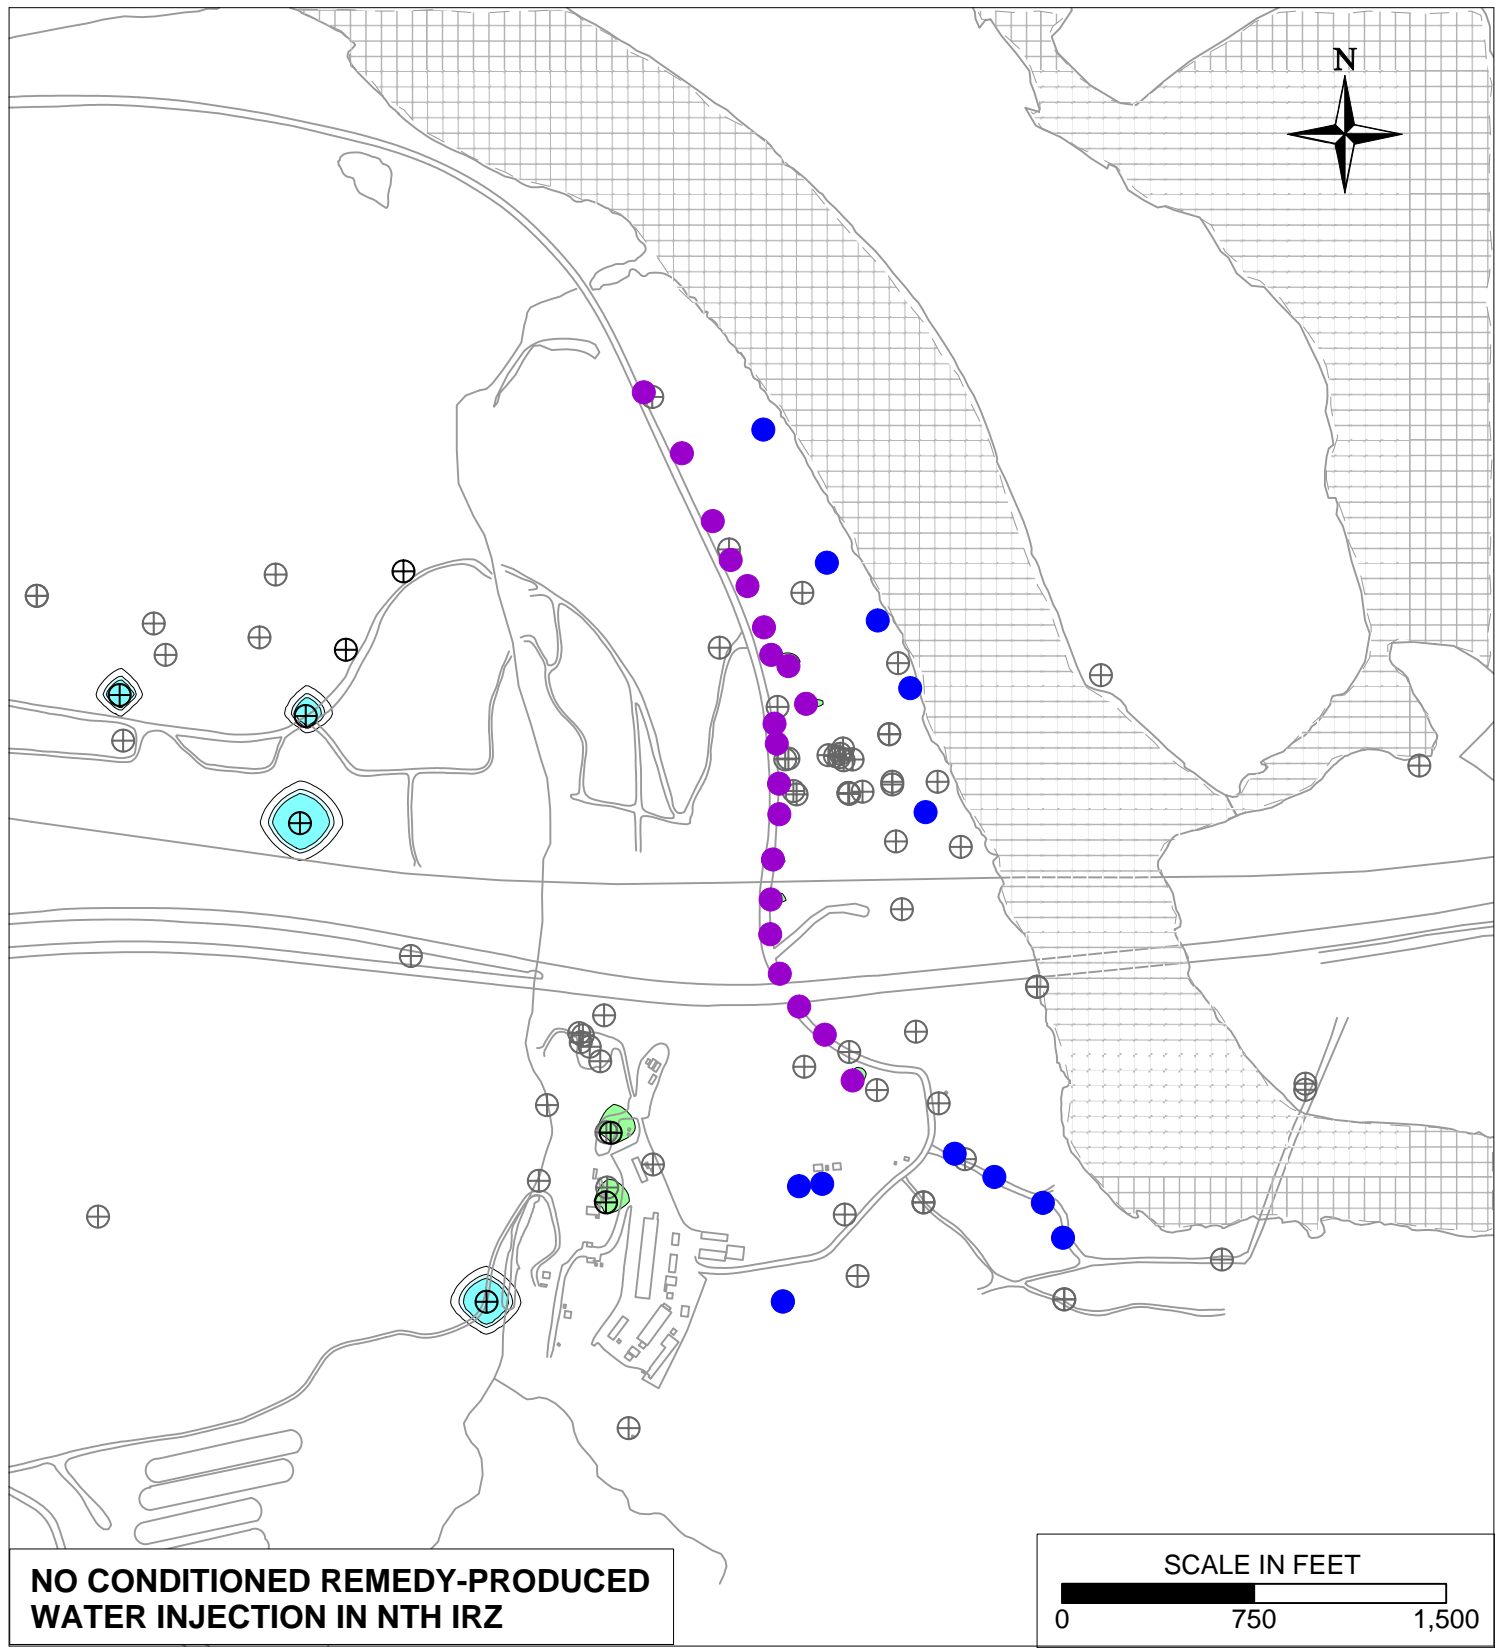 N
NO CONDITIONED REMEDY-PRODUCED
WATER INJECTION IN NTH IRZ
SCALE IN FEET
0 750 1,500